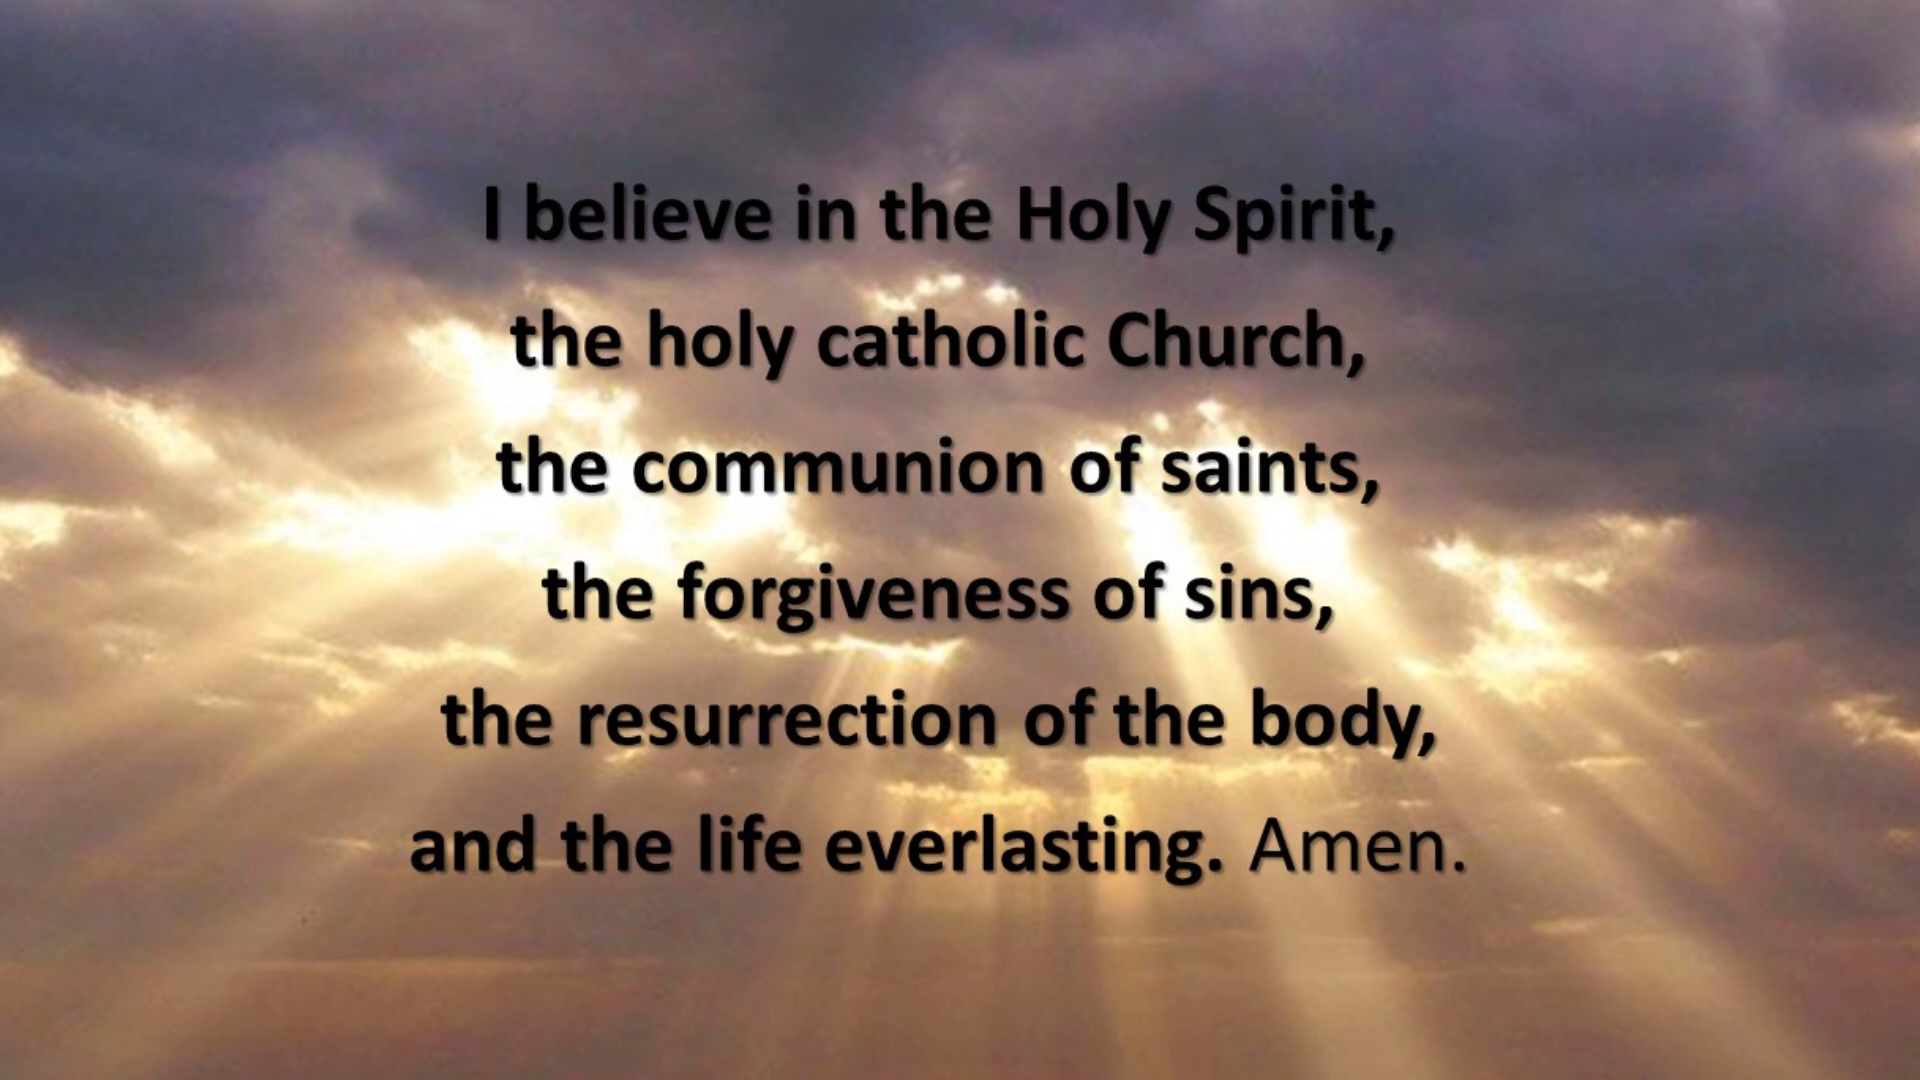 I believe in the Holy Spirit,
the holy catholic Church,
the communion of saints,
the forgiveness of sins,
the resurrection of the body,
and the life everlasting. Amen.